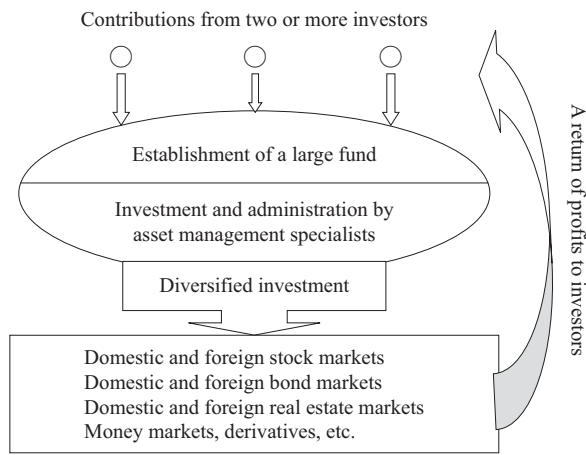 Contributions from two or more investors
Establishment of a large fund
Investment and administration by
asset management specialists
Diversified investment
Domestic and foreign stock markets
Domestic and foreign bond markets
Domestic and foreign real estate markets
Money markets, derivatives, etc.
A return of profits to investors